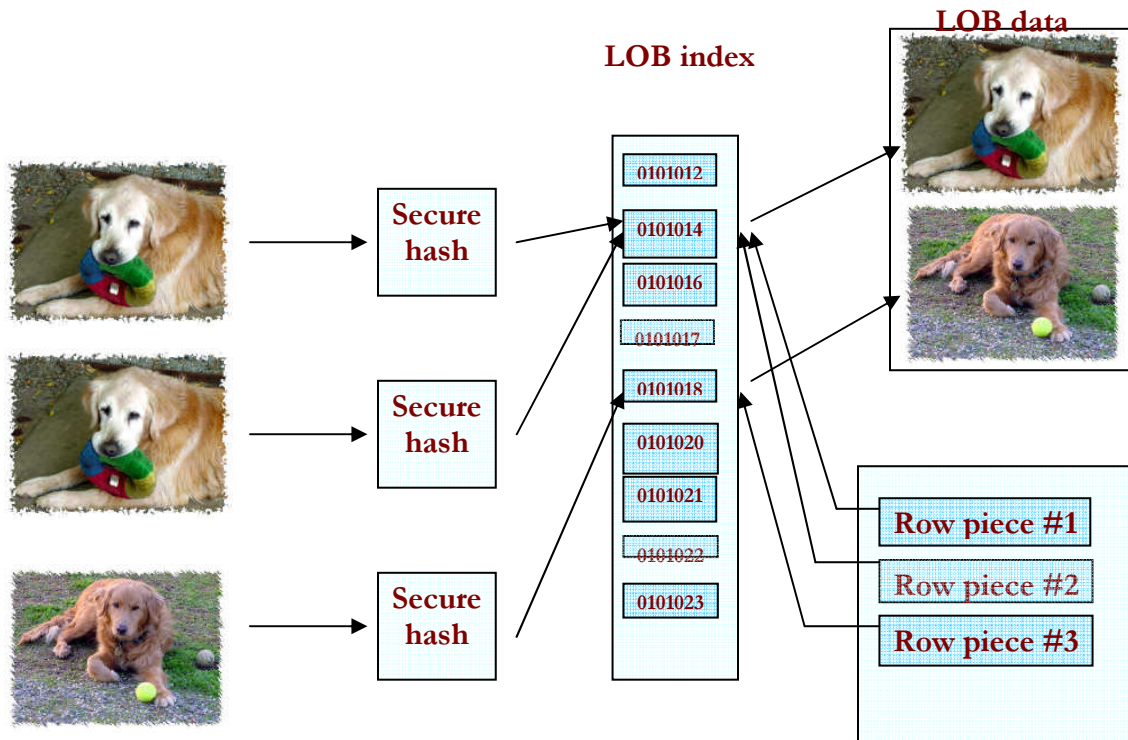 LOB data
LOB index
Secure
hash
Secure
hash
Secure
hash
0101012
0101014
0101016
0101017
0101018
0101020
0101021
0101022
0101023
Row piece #1
Row piece #2
Row piece #3